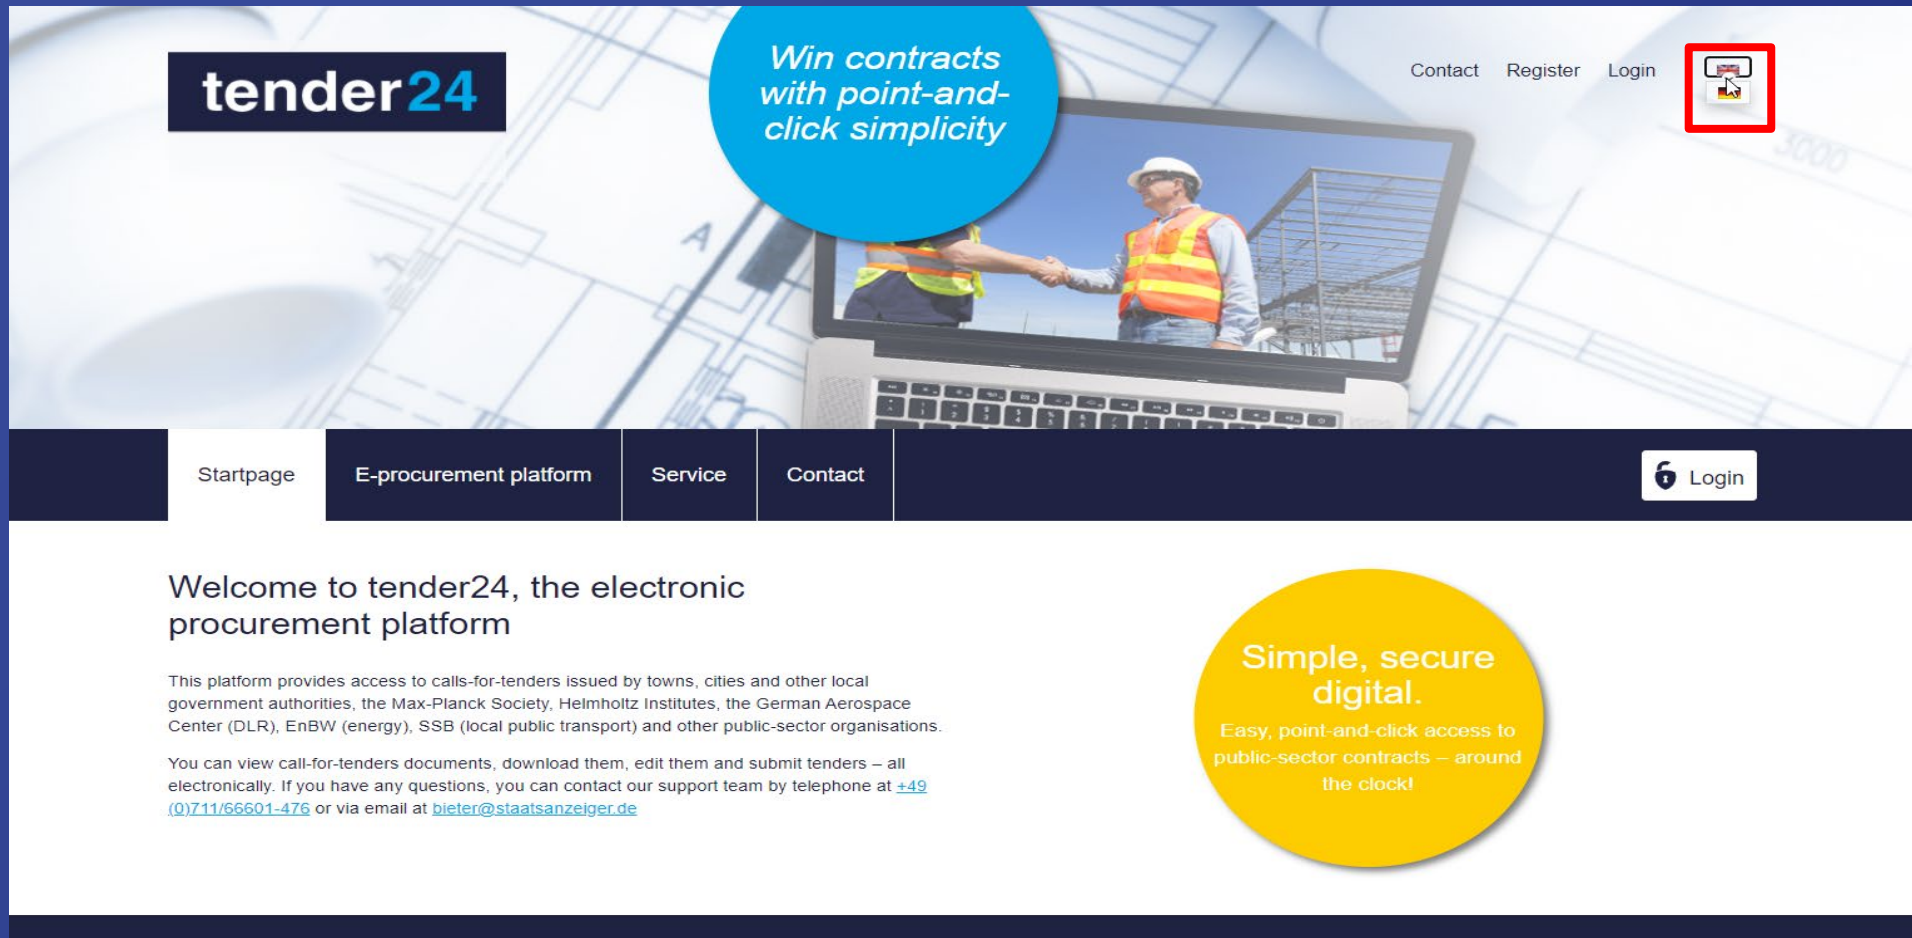 tender24
Win contracts
with point-and-
click simplicity
Contact Register Login
A
3000
Startpage E-procurement platform Service Contact Login
Welcome to tender24, the electronic
procurement platform
This platform provides access to calls-for-tenders issued by towns, cities and other local
government authorities, the Max-Planck Society, Helmholtz Institutes, the German Aerospace
Center (DLR), EnBW (energy), SSB (local public transport) and other public-sector organisations.
You can view call-for-tenders documents, download them, edit them and submit tenders – all
electronically. If you have any questions, you can contact our support team by telephone at +49
(0)711/66601-476 or via email at bieter@staatsanzeiger.de
Simple, secure
digital.
Easy, point-and-click access to
public-sector contracts – around
the clock!